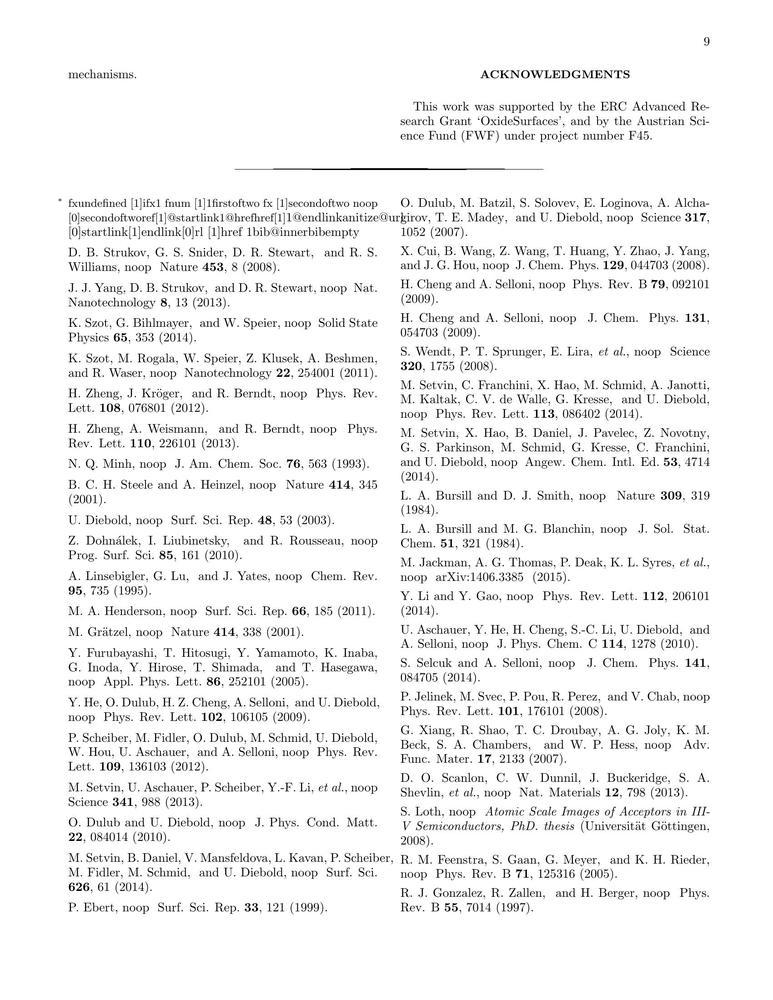 9
mechanisms.
ACKNOWLEDGMENTS
This work was supported by the ERC Advanced Re-
search Grant ‘OxideSurfaces’, and by the Austrian Sci-
ence Fund (FWF) under project number F45.
* fxundefined [1]ifx1 fnum [1]1firstoftwo fx [1]secondoftwo noop
[0]secondoftworef[1]@startlink1@hrefhref[1]1@endlinkanitize@url
[0]startlink[1]endlink[0]rl [1]href 1bib@innerbibempty
D. B. Strukov, G. S. Snider, D. R. Stewart, and R. S.
Williams, noop Nature 453, 8 (2008).
J. J. Yang, D. B. Strukov, and D. R. Stewart, noop Nat.
Nanotechnology 8, 13 (2013).
K. Szot, G. Bihlmayer, and W. Speier, noop Solid State
Physics 65, 353 (2014).
K. Szot, M. Rogala, W. Speier, Z. Klusek, A. Beshmen,
and R. Waser, noop Nanotechnology 22, 254001 (2011).
H. Zheng, J. Kröger, and R. Berndt, noop Phys. Rev.
Lett. 108, 076801 (2012).
H. Zheng, A. Weismann, and R. Berndt, noop Phys.
Rev. Lett. 110, 226101 (2013).
N. Q. Minh, noop J. Am. Chem. Soc. 76, 563 (1993).
B. C. H. Steele and A. Heinzel, noop Nature 414, 345
(2001).
U. Diebold, noop Surf. Sci. Rep. 48, 53 (2003).
Z. Dohnálek, I. Liubinetsky, and R. Rousseau, noop
Prog. Surf. Sci. 85, 161 (2010).
A. Linsebigler, G. Lu, and J. Yates, noop Chem. Rev.
95, 735 (1995).
M. A. Henderson, noop Surf. Sci. Rep. 66, 185 (2011).
M. Grätzel, noop Nature 414, 338 (2001).
Y. Furubayashi, T. Hitosugi, Y. Yamamoto, K. Inaba,
G. Inoda, Y. Hirose, T. Shimada, and T. Hasegawa,
noop Appl. Phys. Lett. 86, 252101 (2005).
Y. He, O. Dulub, H. Z. Cheng, A. Selloni, and U. Diebold,
noop Phys. Rev. Lett. 102, 106105 (2009).
P. Scheiber, M. Fidler, O. Dulub, M. Schmid, U. Diebold,
W. Hou, U. Aschauer, and A. Selloni, noop Phys. Rev.
Lett. 109, 136103 (2012).
M. Setvin, U. Aschauer, P. Scheiber, Y.-F. Li, et al., noop
Science 341, 988 (2013).
O. Dulub and U. Diebold, noop J. Phys. Cond. Matt.
22, 084014 (2010).
M. Setvin, B. Daniel, V. Mansfeldova, L. Kavan, P. Scheiber,
M. Fidler, M. Schmid, and U. Diebold, noop Surf. Sci.
626, 61 (2014).
P. Ebert, noop Surf. Sci. Rep. 33, 121 (1999).
O. Dulub, M. Batzil, S. Solovev, E. Loginova, A. Alcha-
girov, T. E. Madey, and U. Diebold, noop Science 317,
1052 (2007).
X. Cui, B. Wang, Z. Wang, T. Huang, Y. Zhao, J. Yang,
and J. G. Hou, noop J. Chem. Phys. 129, 044703 (2008).
H. Cheng and A. Selloni, noop Phys. Rev. B 79, 092101
(2009).
H. Cheng and A. Selloni, noop J. Chem. Phys. 131,
054703 (2009).
S. Wendt, P. T. Sprunger, E. Lira, et al., noop Science
320, 1755 (2008).
M. Setvin, C. Franchini, X. Hao, M. Schmid, A. Janotti,
M. Kaltak, C. V. de Walle, G. Kresse, and U. Diebold,
noop Phys. Rev. Lett. 113, 086402 (2014).
M. Setvin, X. Hao, B. Daniel, J. Pavelec, Z. Novotny,
G. S. Parkinson, M. Schmid, G. Kresse, C. Franchini,
and U. Diebold, noop Angew. Chem. Intl. Ed. 53, 4714
(2014).
L. A. Bursill and D. J. Smith, noop Nature 309, 319
(1984).
L. A. Bursill and M. G. Blanchin, noop J. Sol. Stat.
Chem. 51, 321 (1984).
M. Jackman, A. G. Thomas, P. Deak, K. L. Syres, et al.,
noop arXiv:1406.3385 (2015).
Y. Li and Y. Gao, noop Phys. Rev. Lett. 112, 206101
(2014).
U. Aschauer, Y. He, H. Cheng, S.-C. Li, U. Diebold, and
A. Selloni, noop J. Phys. Chem. C 114, 1278 (2010).
S. Selcuk and A. Selloni, noop J. Chem. Phys. 141,
084705 (2014).
P. Jelinek, M. Svec, P. Pou, R. Perez, and V. Chab, noop
Phys. Rev. Lett. 101, 176101 (2008).
G. Xiang, R. Shao, T. C. Droubay, A. G. Joly, K. M.
Beck, S. A. Chambers, and W. P. Hess, noop Adv.
Func. Mater. 17, 2133 (2007).
D. O. Scanlon, C. W. Dunnil, J. Buckeridge, S. A.
Shevlin, et al., noop Nat. Materials 12, 798 (2013).
S. Loth, noop Atomic Scale Images of Acceptors in III-
V Semiconductors, PhD. thesis (Universität Göttingen,
2008).
R. M. Feenstra, S. Gaan, G. Meyer, and K. H. Rieder,
noop Phys. Rev. B 71, 125316 (2005).
R. J. Gonzalez, R. Zallen, and H. Berger, noop Phys.
Rev. B 55, 7014 (1997).